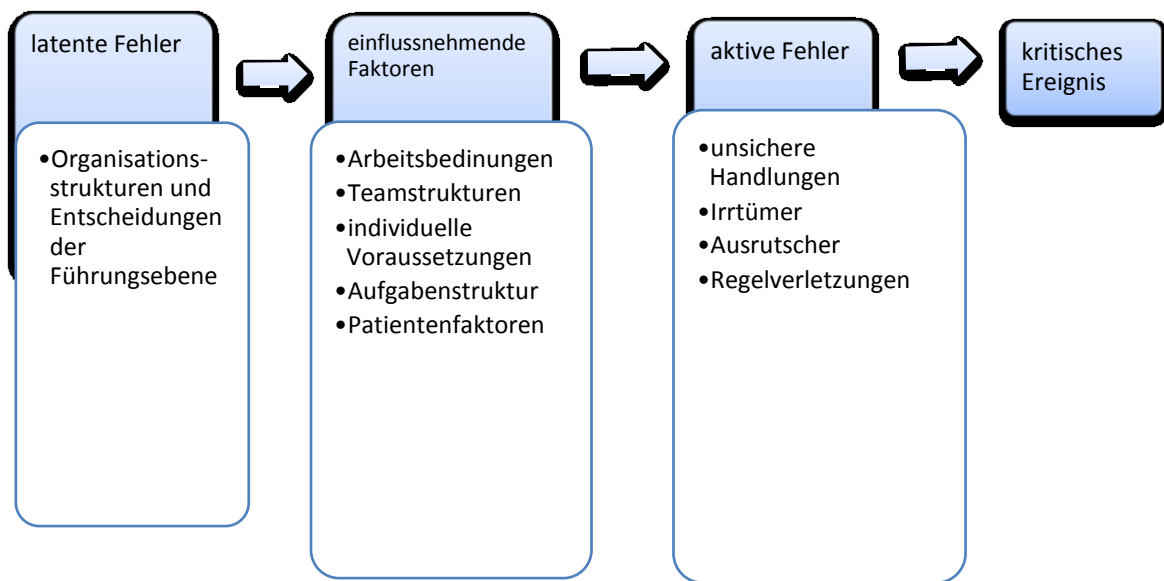 latente Fehler
•Organisations-
strukturen und
Entscheidungen
der
Führungsebene
einflussnehmende
Faktoren
•Arbeitsbedinungen
•Teamstrukturen
•individuelle
Voraussetzungen
•Aufgabenstruktur
•Patientenfaktoren
aktive Fehler
•unsichere
Handlungen
•Irrtümer
•Ausrutscher
•Regelverletzungen
kritisches
Ereignis